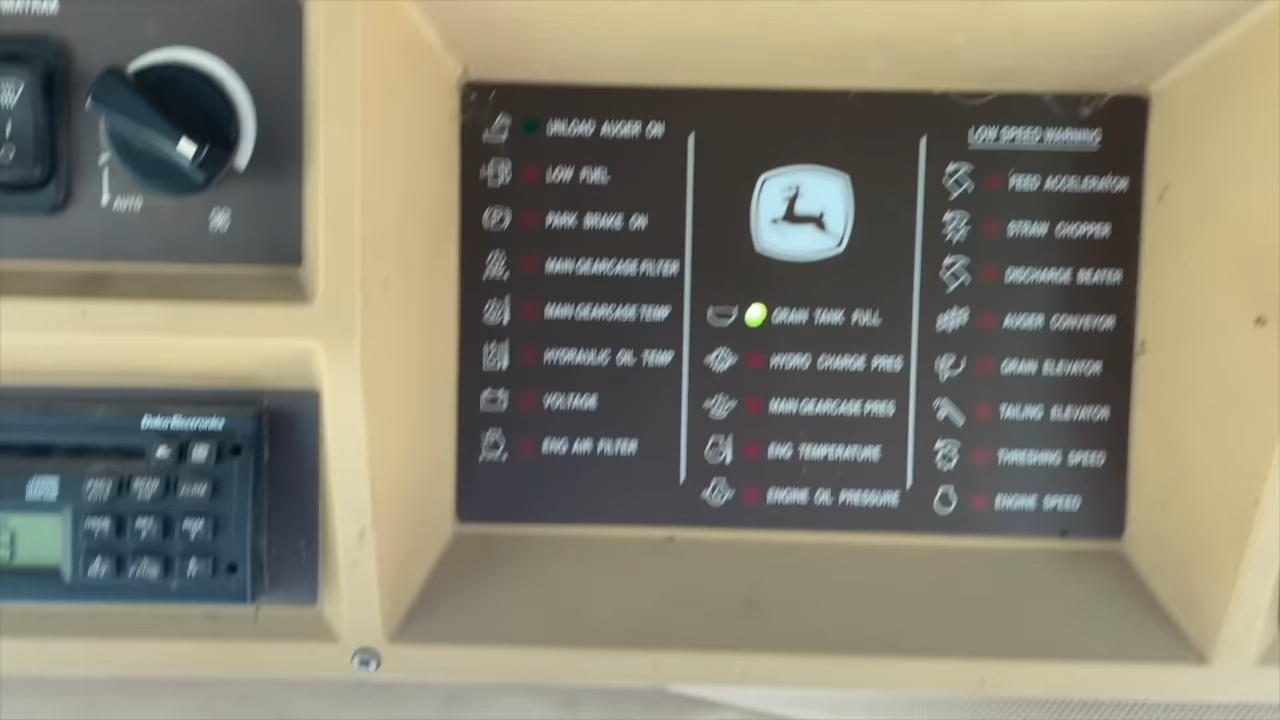 AUTO
Delco Electronics
UNLOAD AUGER ON
LOW FUEL
PARK BRAKE ON
MAIN GEARCASE FILTER
MAIN GEARCASE TEMP
HYDRAULIC OIL TEMP
VOLTAGE
ENG AIR FILTER
GRAIN TANK FULL
HYDRO CHARGE PRES
MAIN GEARCASE PRES
ENG TEMPERATURE
ENGINE OIL PRESSURE
LOW SPEED WARNING
FEED ACCELERATOR
STRAW CHOPPER
DISCHARGE BEATER
AUGER CONVEYOR
GRAIN ELEVATOR
TAILING ELEVATOR
THRESHING SPEED
ENGINE SPEED